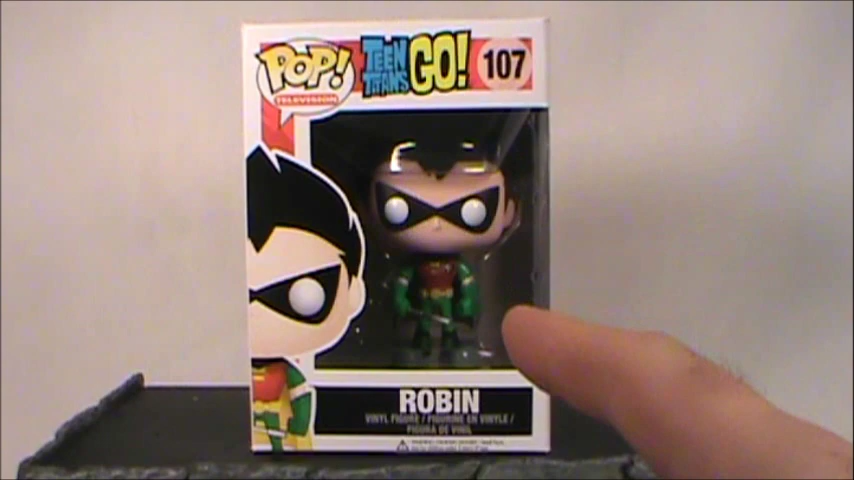 POP!
TELEVISION
TEEN
TITANS
GO!
107
ROBIN
VINYL FIGURE / FIGURINE EN VINYLE /
FIGURA DE VINIL